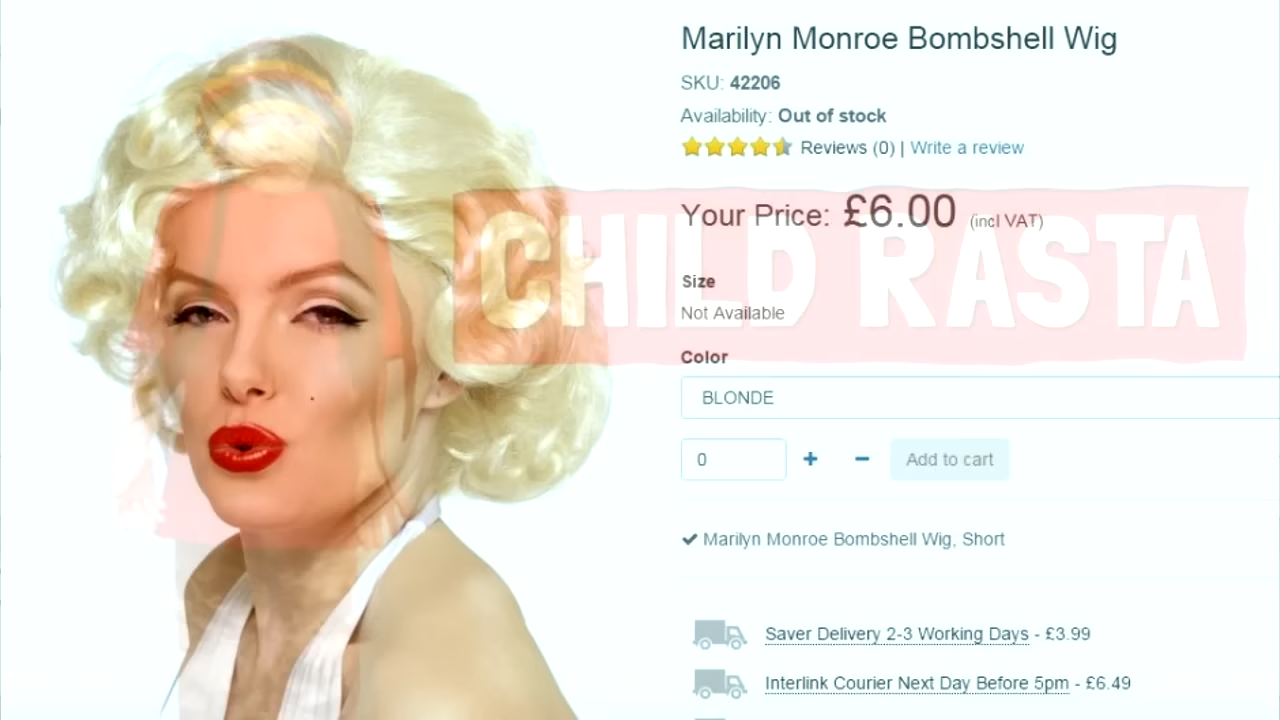 Marilyn Monroe Bombshell Wig
SKU: 42206
Availability: Out of stock
Reviews (0) | Write a review
Your Price: £6.00 (incl VAT)
CHILD RASTA
Size
Not Available
Color
BLONDE
0 + − Add to cart
Marilyn Monroe Bombshell Wig, Short
Saver Delivery 2-3 Working Days - £3.99
Interlink Courier Next Day Before 5pm - £6.49